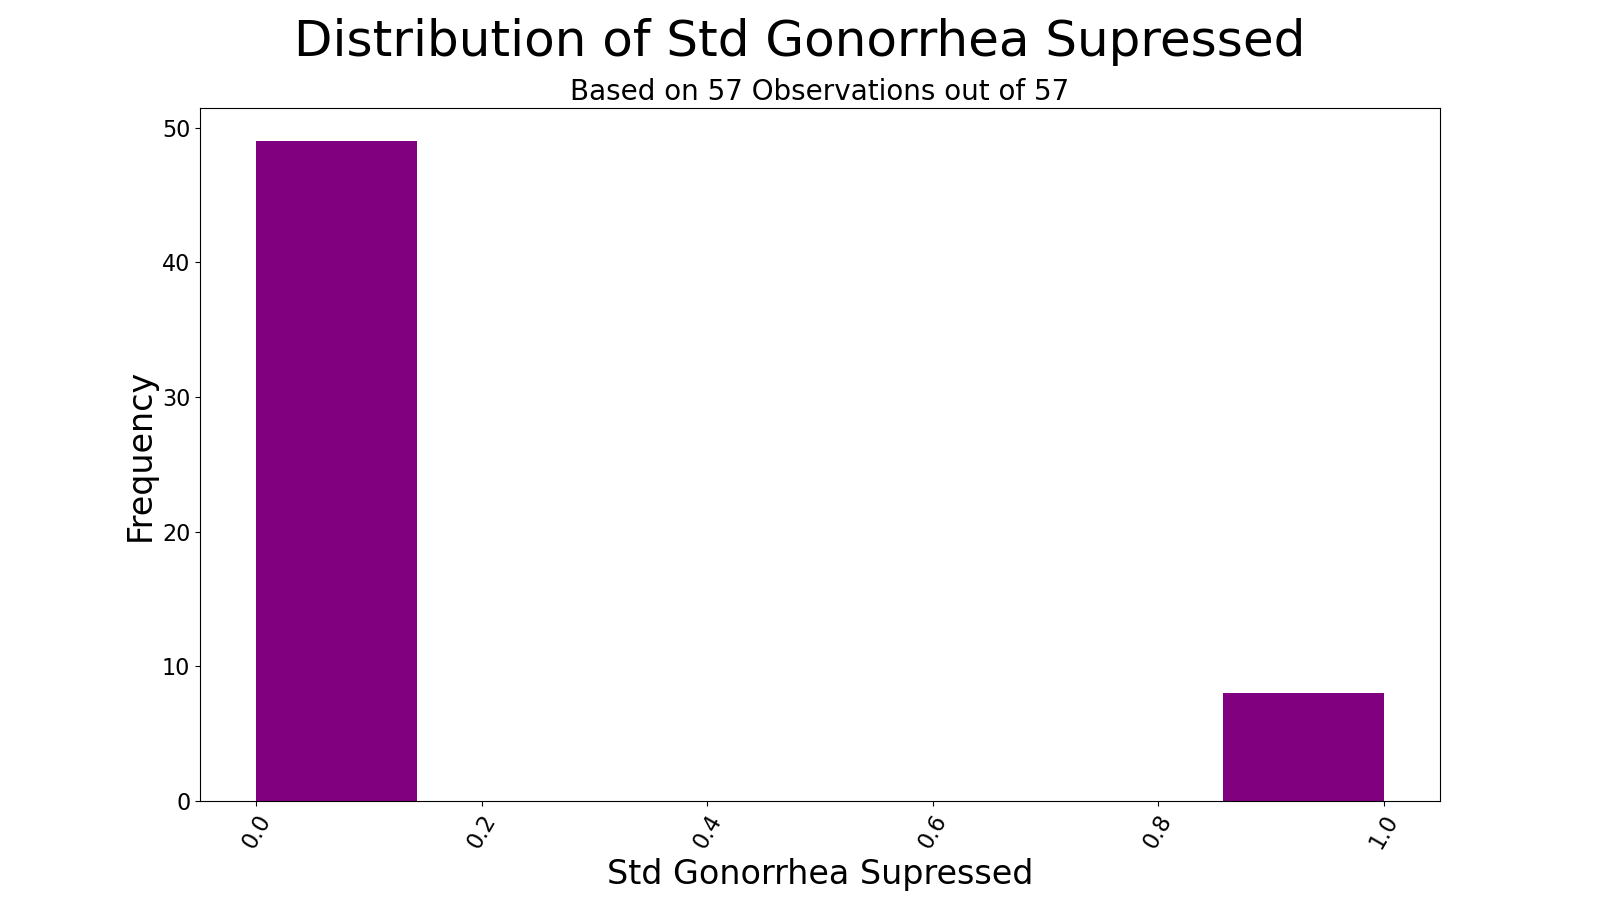 Distribution of Std Gonorrhea Supressed
Based on 57 Observations out of 57
50
40
30
20
10
0
Frequency
0.0 0.2 0.4 0.6 0.8 1.0
Std Gonorrhea Supressed